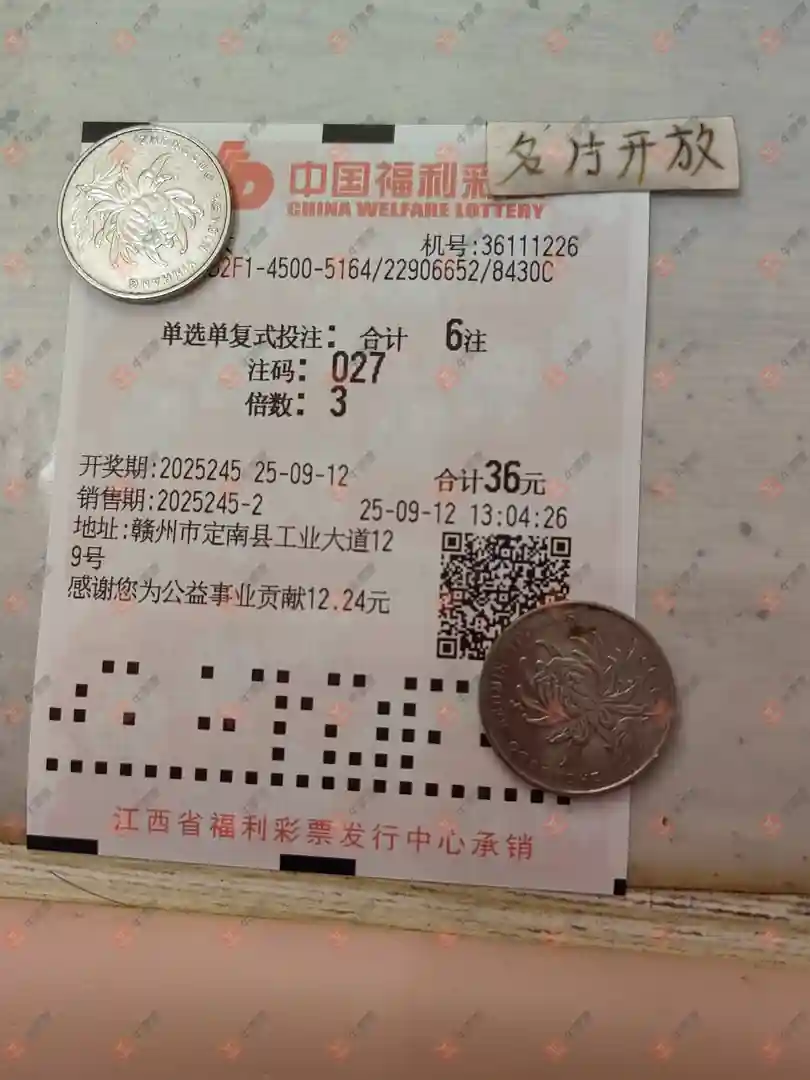 名片开放
中国福利彩
CHINA WELFARE LOTTERY
机号:36111226
2F1-4500-5164/22906652/8430C
单选单复式投注: 合计 6注
注码: 027
倍数: 3
开奖期:2025245 25-09-12 合计36元
销售期:2025245-2 25-09-12 13:04:26
地址:赣州市定南县工业大道12
9号
感谢您为公益事业贡献12.24元
江西省福利彩票发行中心承销